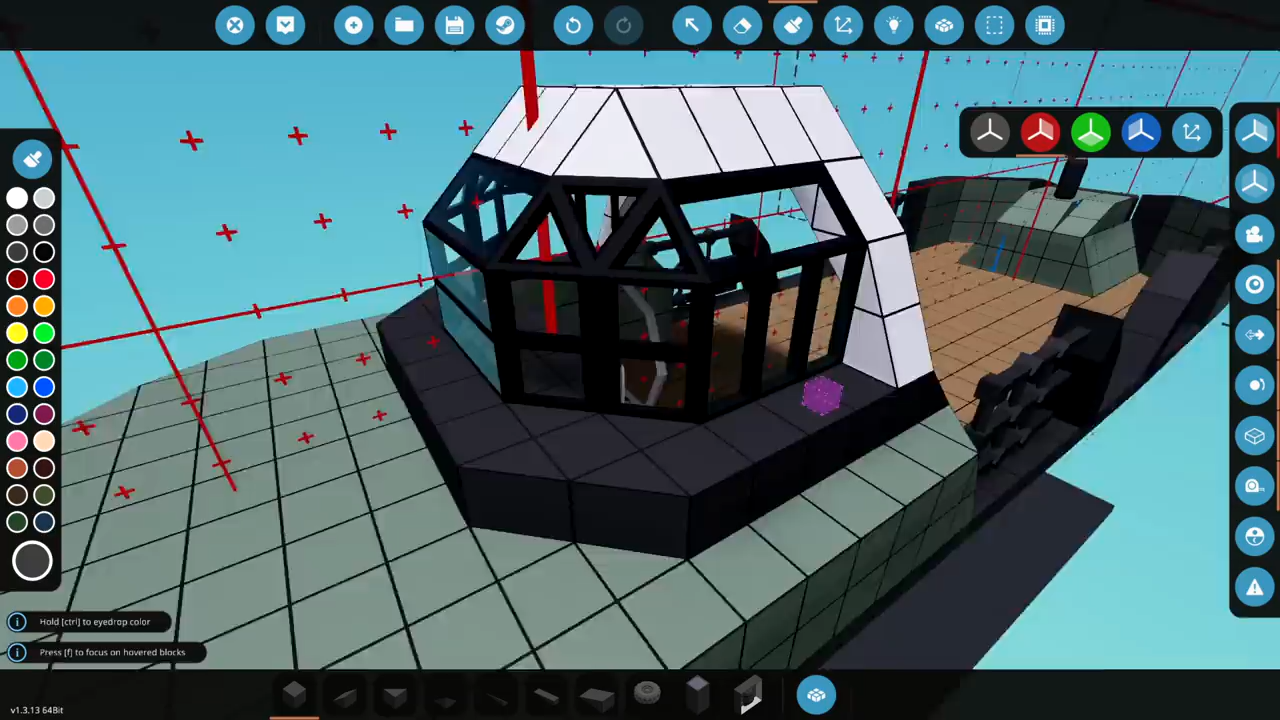 Hold [ctrl] to eyedrop color
Press [f] to focus on hovered blocks
v1.3.13 64Bit